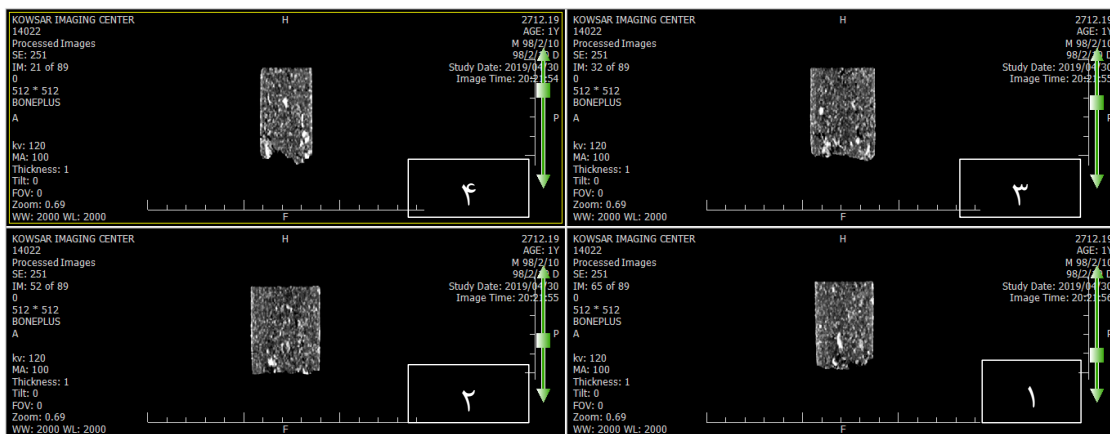 KOWSAR IMAGING CENTER
14022
Processed Images
SE: 251
IM: 21 of 89
0
512 * 512
BONEPLUS
A
kv: 120
MA: 100
Thickness: 1
Tilt: 0
FOV: 0
Zoom: 0.69
WW: 2000 WL: 2000
H
2712.19
AGE: 1Y
M 98/2/10
D
Study Date: 2019/04/30
Image Time: 20:21:54
P
۴
F
KOWSAR IMAGING CENTER
14022
Processed Images
SE: 251
IM: 32 of 89
0
512 * 512
BONEPLUS
A
kv: 120
MA: 100
Thickness: 1
Tilt: 0
FOV: 0
Zoom: 0.69
WW: 2000 WL: 2000
H
2712.19
AGE: 1Y
M 98/2/10
D
Study Date: 2019/04/30
Image Time: 20:21:55
P
۳
F
KOWSAR IMAGING CENTER
14022
Processed Images
SE: 251
IM: 52 of 89
0
512 * 512
BONEPLUS
A
kv: 120
MA: 100
Thickness: 1
Tilt: 0
FOV: 0
Zoom: 0.69
WW: 2000 WL: 2000
H
2712.19
AGE: 1Y
M 98/2/10
D
Study Date: 2019/04/30
Image Time: 20:21:55
P
۲
F
KOWSAR IMAGING CENTER
14022
Processed Images
SE: 251
IM: 65 of 89
0
512 * 512
BONEPLUS
A
kv: 120
MA: 100
Thickness: 1
Tilt: 0
FOV: 0
Zoom: 0.69
WW: 2000 WL: 2000
H
2712.19
AGE: 1Y
M 98/2/10
D
Study Date: 2019/04/30
Image Time: 20:21:56
P
۱
F